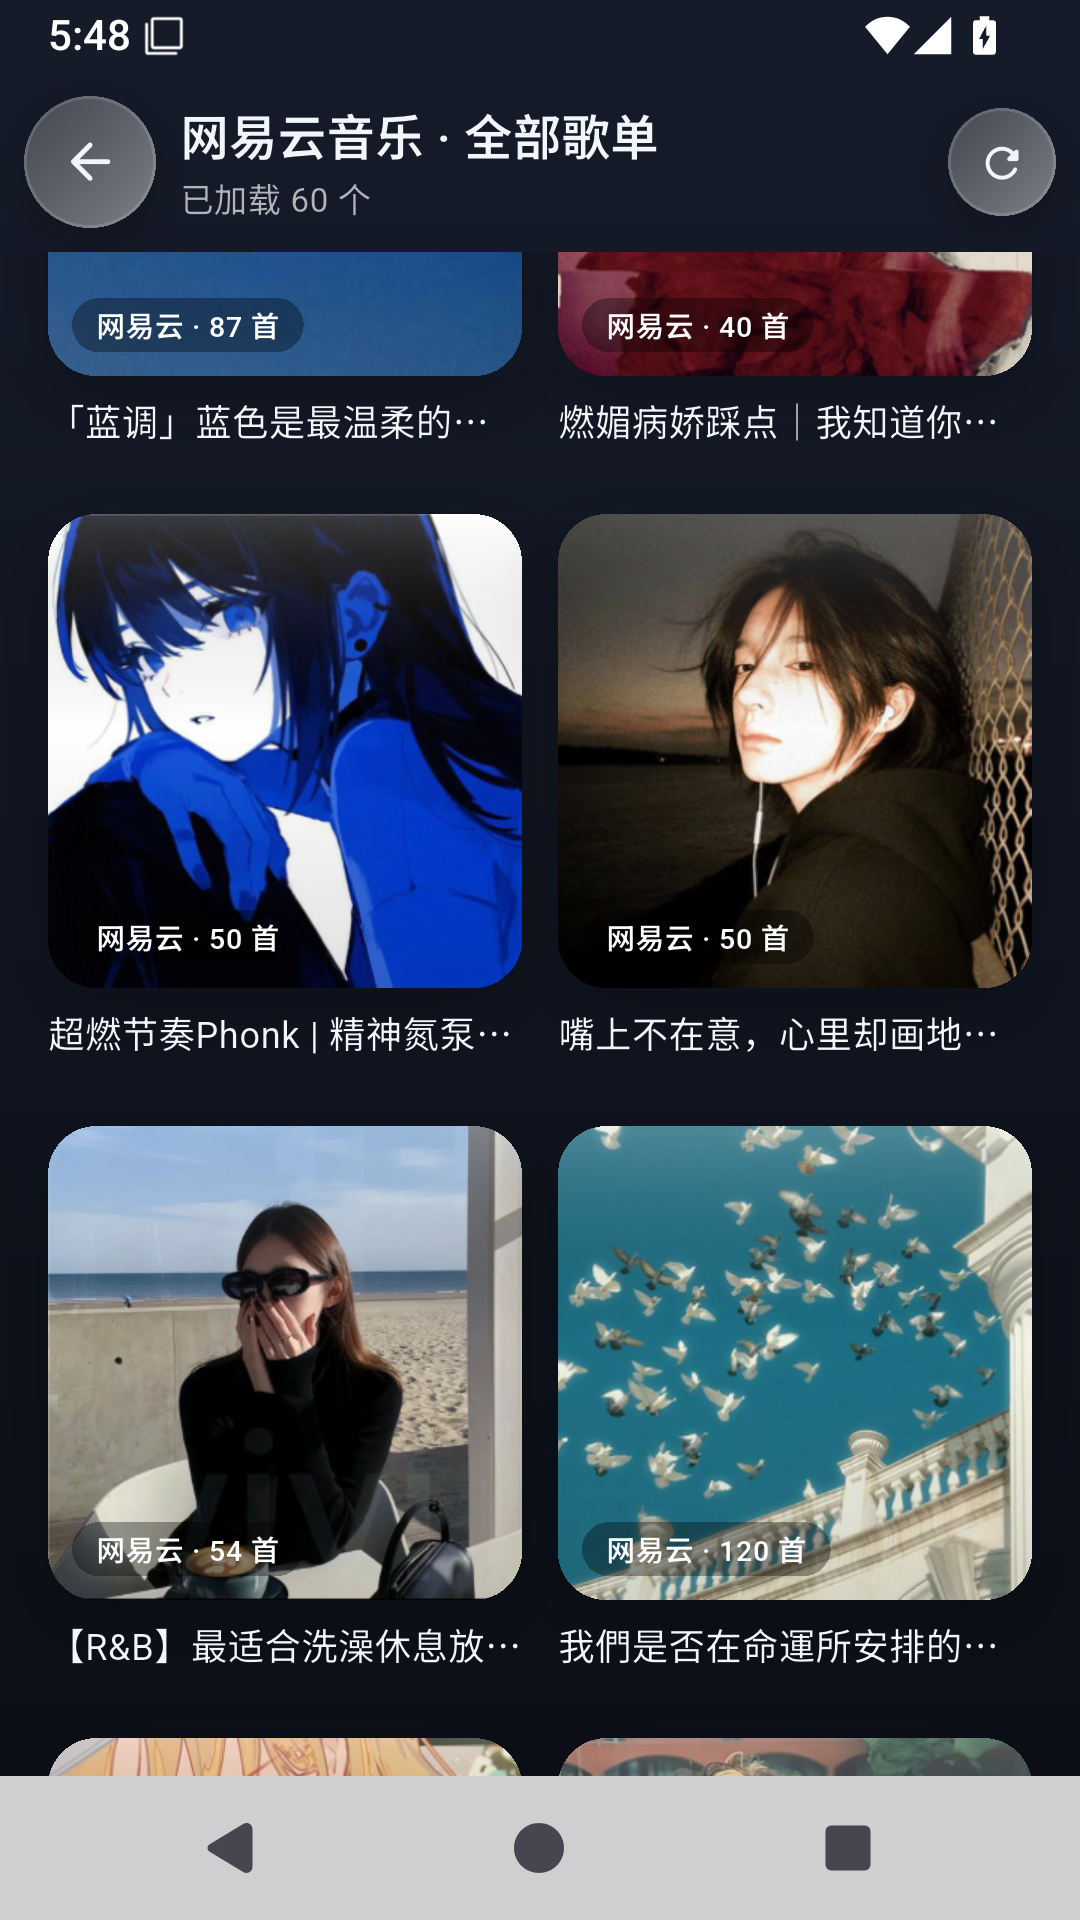 5:48
网易云音乐 · 全部歌单
已加载 60 个
网易云 · 87 首
网易云 · 40 首
「蓝调」蓝色是最温柔的…
燃媚病娇踩点｜我知道你…
网易云 · 50 首
网易云 · 50 首
超燃节奏Phonk | 精神氮泵…
嘴上不在意，心里却画地…
网易云 · 54 首
网易云 · 120 首
【R&B】最适合洗澡休息放…
我們是否在命運所安排的…